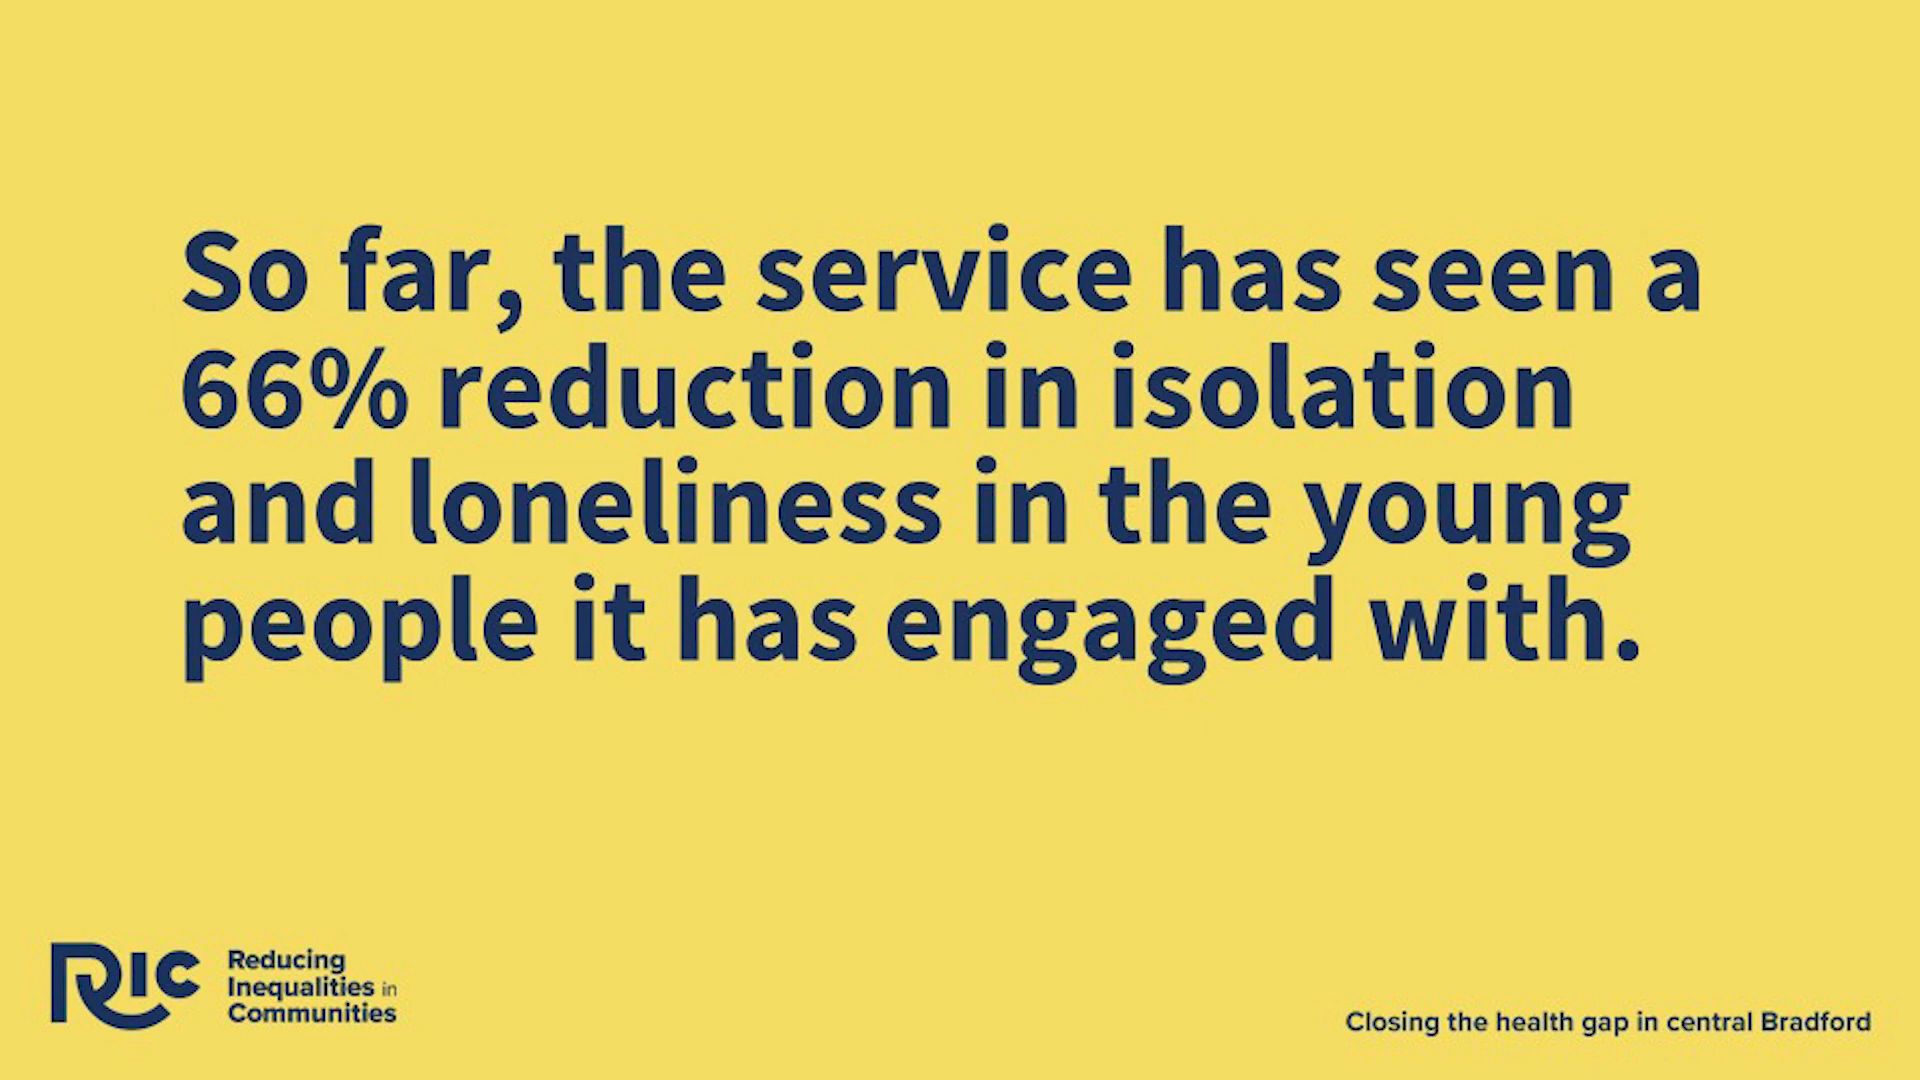 So far, the service has seen a
66% reduction in isolation
and loneliness in the young
people it has engaged with.
RIC
Reducing
Inequalities in
Communities
Closing the health gap in central Bradford